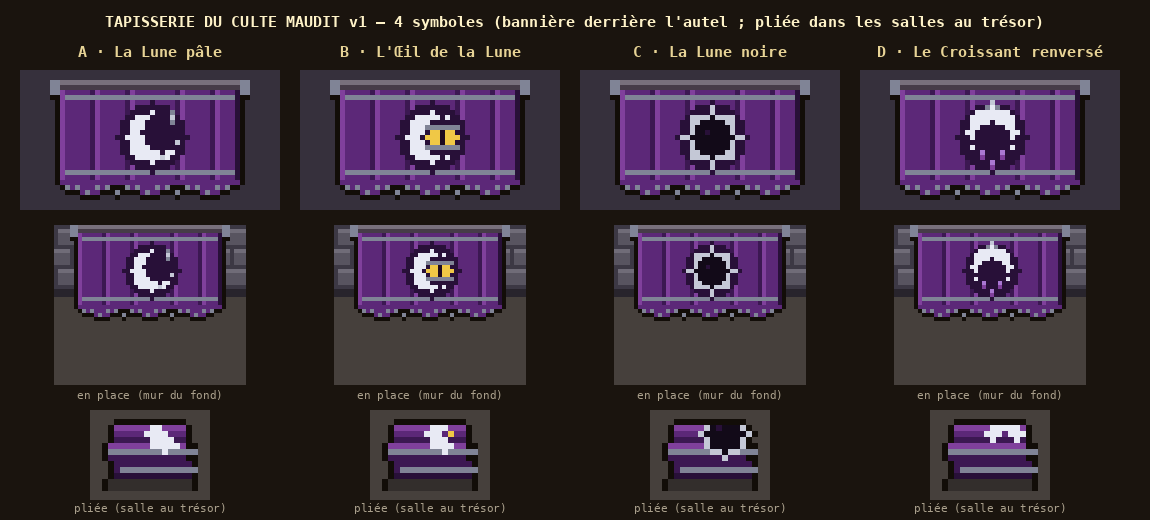 TAPISSERIE DU CULTE MAUDIT v1 — 4 symboles (bannière derrière l'autel ; pliée dans les salles au trésor)
A · La Lune pâle
B · L'Œil de la Lune
C · La Lune noire
D · Le Croissant renversé
en place (mur du fond)
en place (mur du fond)
en place (mur du fond)
en place (mur du fond)
pliée (salle au trésor)
pliée (salle au trésor)
pliée (salle au trésor)
pliée (salle au trésor)